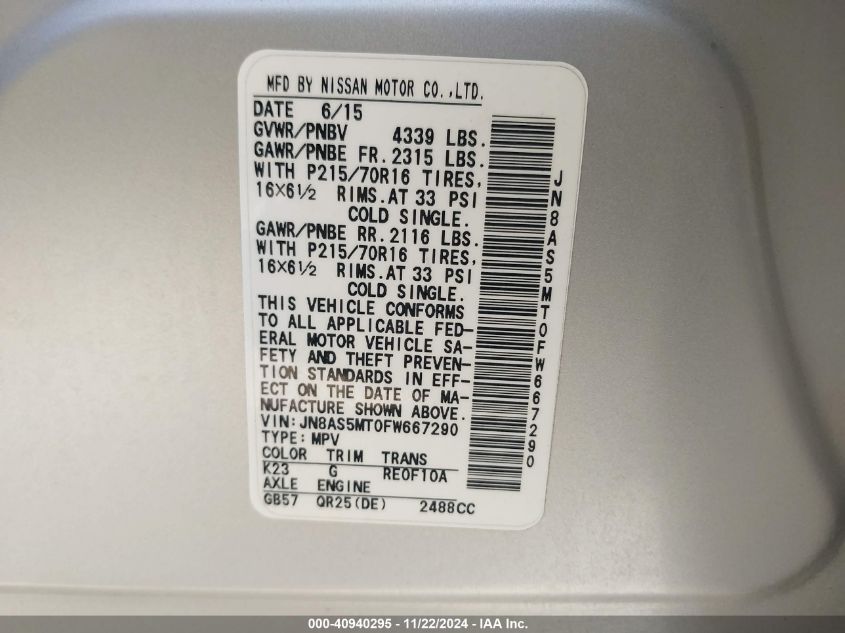 MFD BY NISSAN MOTOR CO.,LTD.
DATE 6/15
GVWR/PNBV 4339 LBS.
GAWR/PNBE FR. 2315 LBS.
WITH P215/70R16 TIRES,
16X6½ RIMS. AT 33 PSI
COLD SINGLE.
GAWR/PNBE RR. 2116 LBS.
WITH P215/70R16 TIRES,
16X6½ RIMS. AT 33 PSI
COLD SINGLE.
THIS VEHICLE CONFORMS
TO ALL APPLICABLE FED-
ERAL MOTOR VEHICLE SA-
FETY AND THEFT PREVEN-
TION STANDARDS IN EFF-
ECT ON THE DATE OF MA-
NUFACTURE SHOWN ABOVE.
VIN: JN8AS5MT0FW667290
TYPE: MPV
COLOR TRIM TRANS
K23 G RE0F10A
AXLE ENGINE
GB57 QR25(DE) 2488CC
JN8AS5MT0FW667290
000-40940295 - 11/22/2024 - IAA Inc.